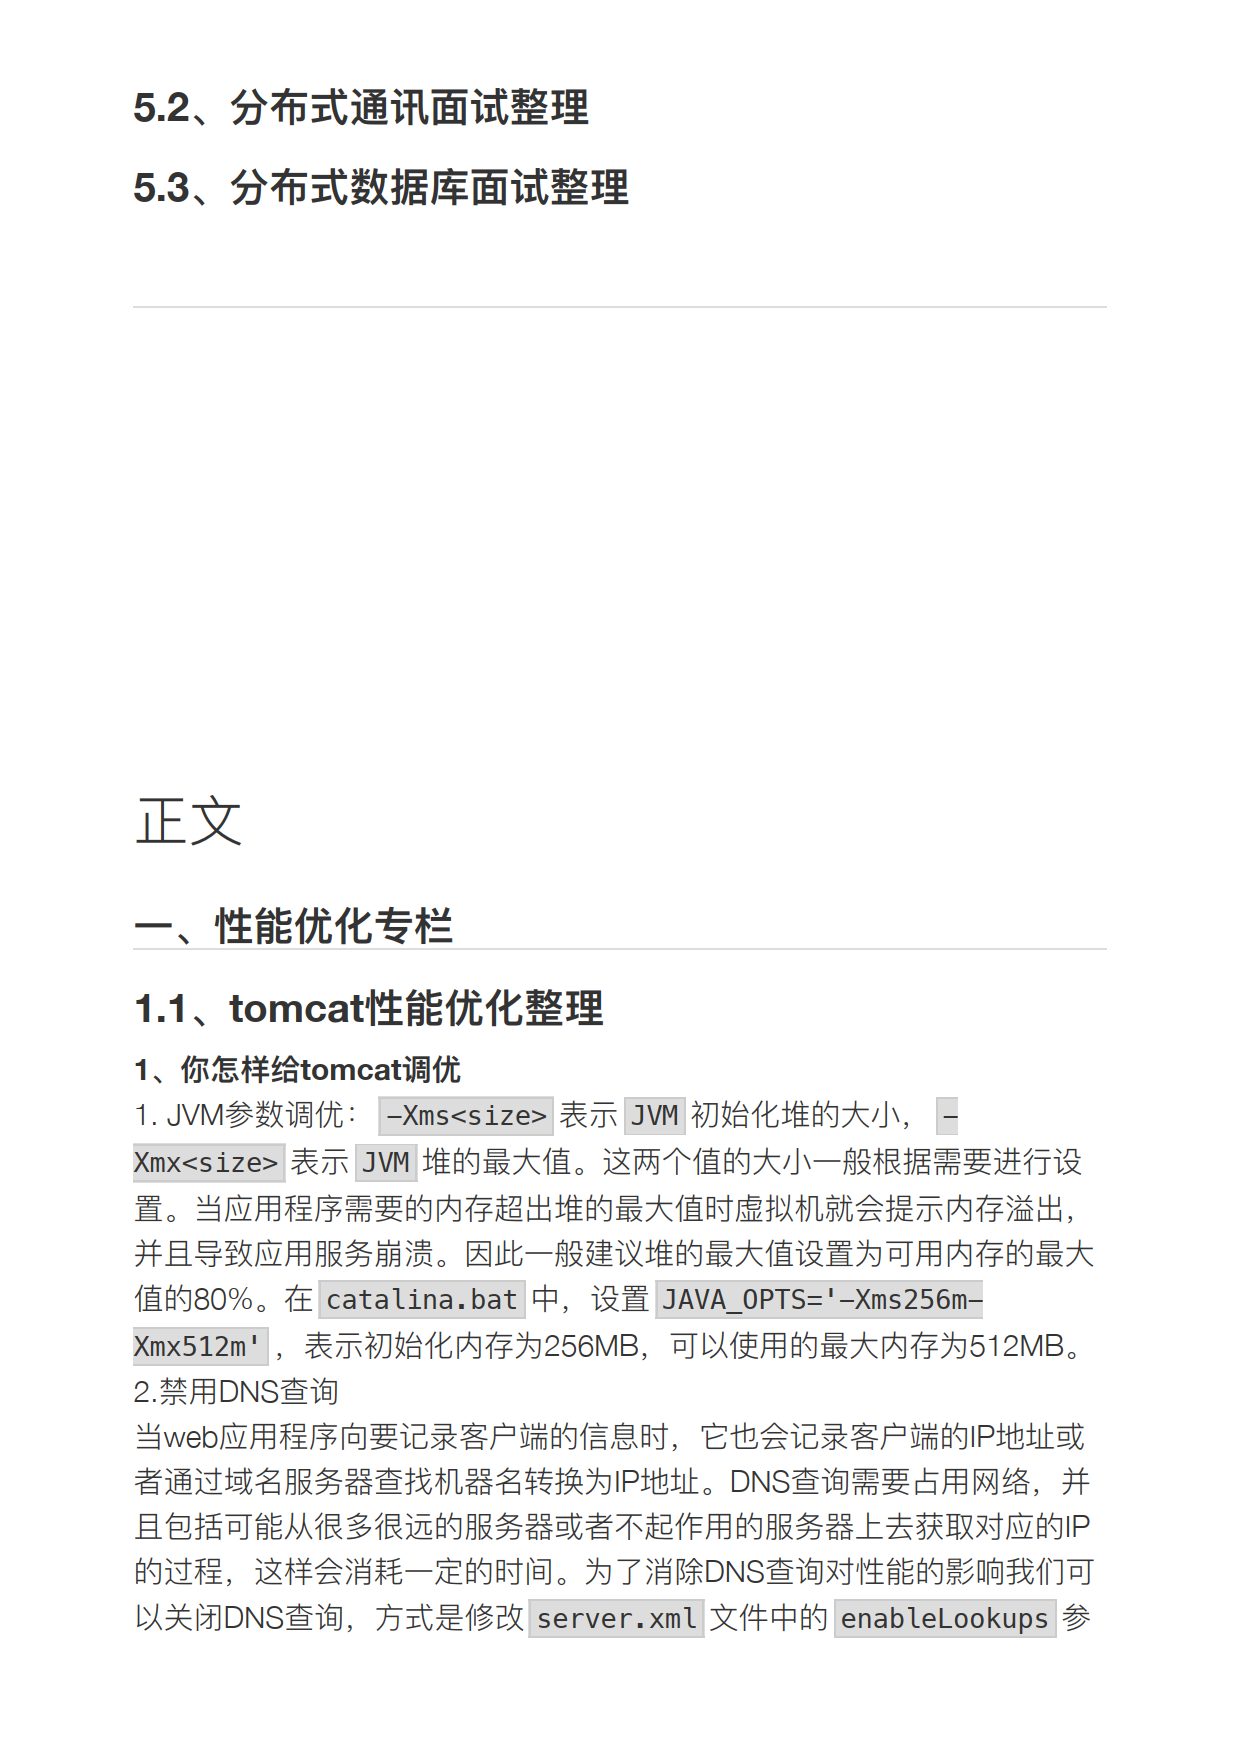 5.2、分布式通讯面试整理
5.3、分布式数据库面试整理
正文
一、性能优化专栏
1.1、tomcat性能优化整理
1、你怎样给tomcat调优
1. JVM参数调优： -Xms<size> 表示 JVM 初始化堆的大小， -
Xmx<size> 表示 JVM 堆的最大值。这两个值的大小一般根据需要进行设
置。当应用程序需要的内存超出堆的最大值时虚拟机就会提示内存溢出，
并且导致应用服务崩溃。因此一般建议堆的最大值设置为可用内存的最大
值的80%。在 catalina.bat 中，设置 JAVA_OPTS='-Xms256m-
Xmx512m' ，表示初始化内存为256MB，可以使用的最大内存为512MB。
2.禁用DNS查询
当web应用程序向要记录客户端的信息时，它也会记录客户端的IP地址或
者通过域名服务器查找机器名转换为IP地址。DNS查询需要占用网络，并
且包括可能从很多很远的服务器或者不起作用的服务器上去获取对应的IP
的过程，这样会消耗一定的时间。为了消除DNS查询对性能的影响我们可
以关闭DNS查询，方式是修改 server.xml 文件中的 enableLookups 参